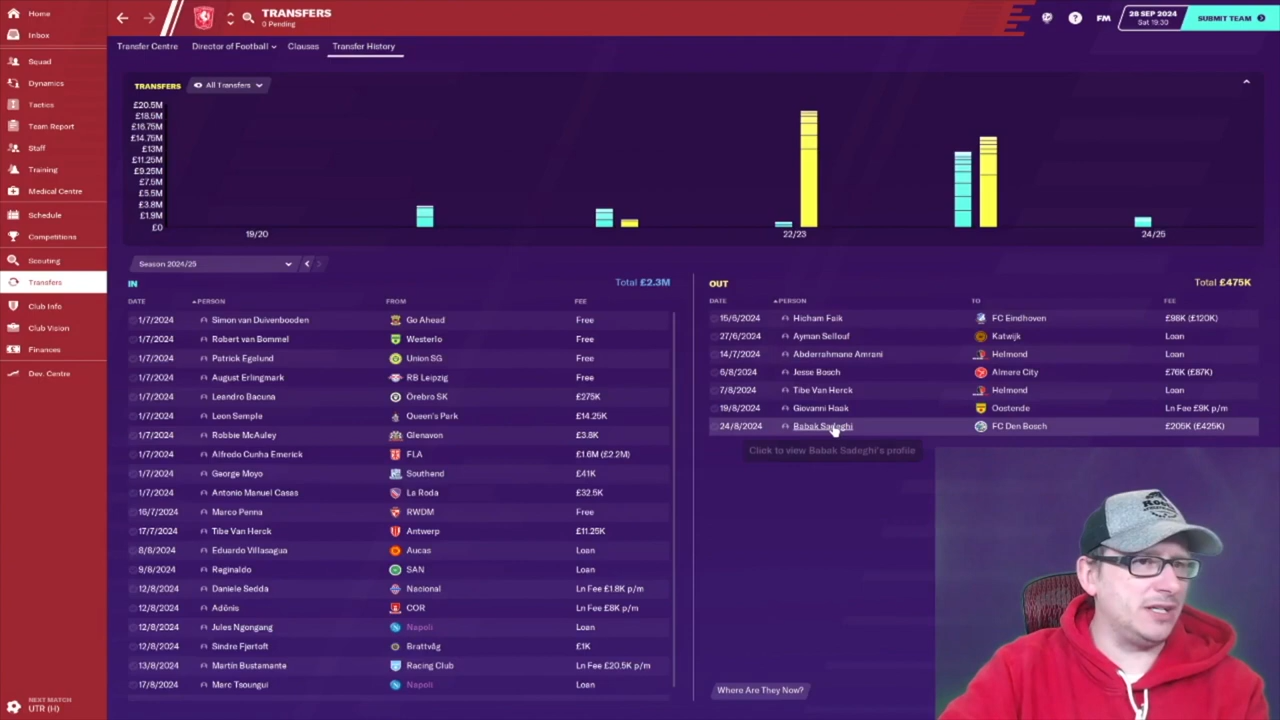 Home
Inbox
Squad
Dynamics
Tactics
Team Report
Staff
Training
Medical Centre
Schedule
Competitions
Scouting
Transfers
Club Info
Club Vision
Finances
Dev. Centre
NEXT MATCH
UTR (H)
TRANSFERS
0 Pending
FM
28 SEP 2024
Sat 19:30
SUBMIT TEAM
Transfer Centre Director of Football Clauses Transfer History
TRANSFERS All Transfers
£20.5M
£18.5M
£16.75M
£14.75M
£13M
£11.25M
£9.25M
£7.5M
£5.5M
£3.8M
£1.9M
£0
19/20 22/23 24/25
Season 2024/25
IN Total £2.3M
DATE PERSON FROM FEE
1/7/2024 Simon van Duivenbooden Go Ahead Free
1/7/2024 Robert van Bommel Westerlo Free
1/7/2024 Patrick Egelund Union SG Free
1/7/2024 August Erlingmark RB Leipzig Free
1/7/2024 Leandro Bacuna Örebro SK £275K
1/7/2024 Leon Semple Queen's Park £14.25K
1/7/2024 Robbie McAuley Glenavon £3.8K
1/7/2024 Alfredo Cunha Emerick FLA £1.6M (£2.2M)
1/7/2024 George Moyo Southend £41K
1/7/2024 Antonio Manuel Casas La Roda £32.5K
16/7/2024 Marco Penna RWDM Free
17/7/2024 Tibe Van Herck Antwerp £11.25K
8/8/2024 Eduardo Villasagua Aucas Loan
9/8/2024 Reginaldo SAN Loan
12/8/2024 Daniele Sedda Nacional Ln Fee £1.8K p/m
12/8/2024 Adônis COR Ln Fee £8K p/m
12/8/2024 Jules Ngongang Napoli Loan
12/8/2024 Sindre Fjertoft Brattvåg £1K
13/8/2024 Martín Bustamante Racing Club Ln Fee £20.5K p/m
17/8/2024 Marc Tsoungui Napoli Loan
OUT Total £475K
DATE PERSON TO FEE
15/6/2024 Hicham Faik FC Eindhoven £98K (£120K)
27/6/2024 Ayman Sellouf Katwijk Loan
14/7/2024 Abderrahmane Amrani Helmond Loan
6/8/2024 Jesse Bosch Almere City £76K (£87K)
7/8/2024 Tibe Van Herck Helmond Loan
19/8/2024 Giovanni Haak Oostende Ln Fee £9K p/m
24/8/2024 Babak Sadeghi FC Den Bosch £205K (£425K)
Click to view Babak Sadeghi's profile
Where Are They Now?